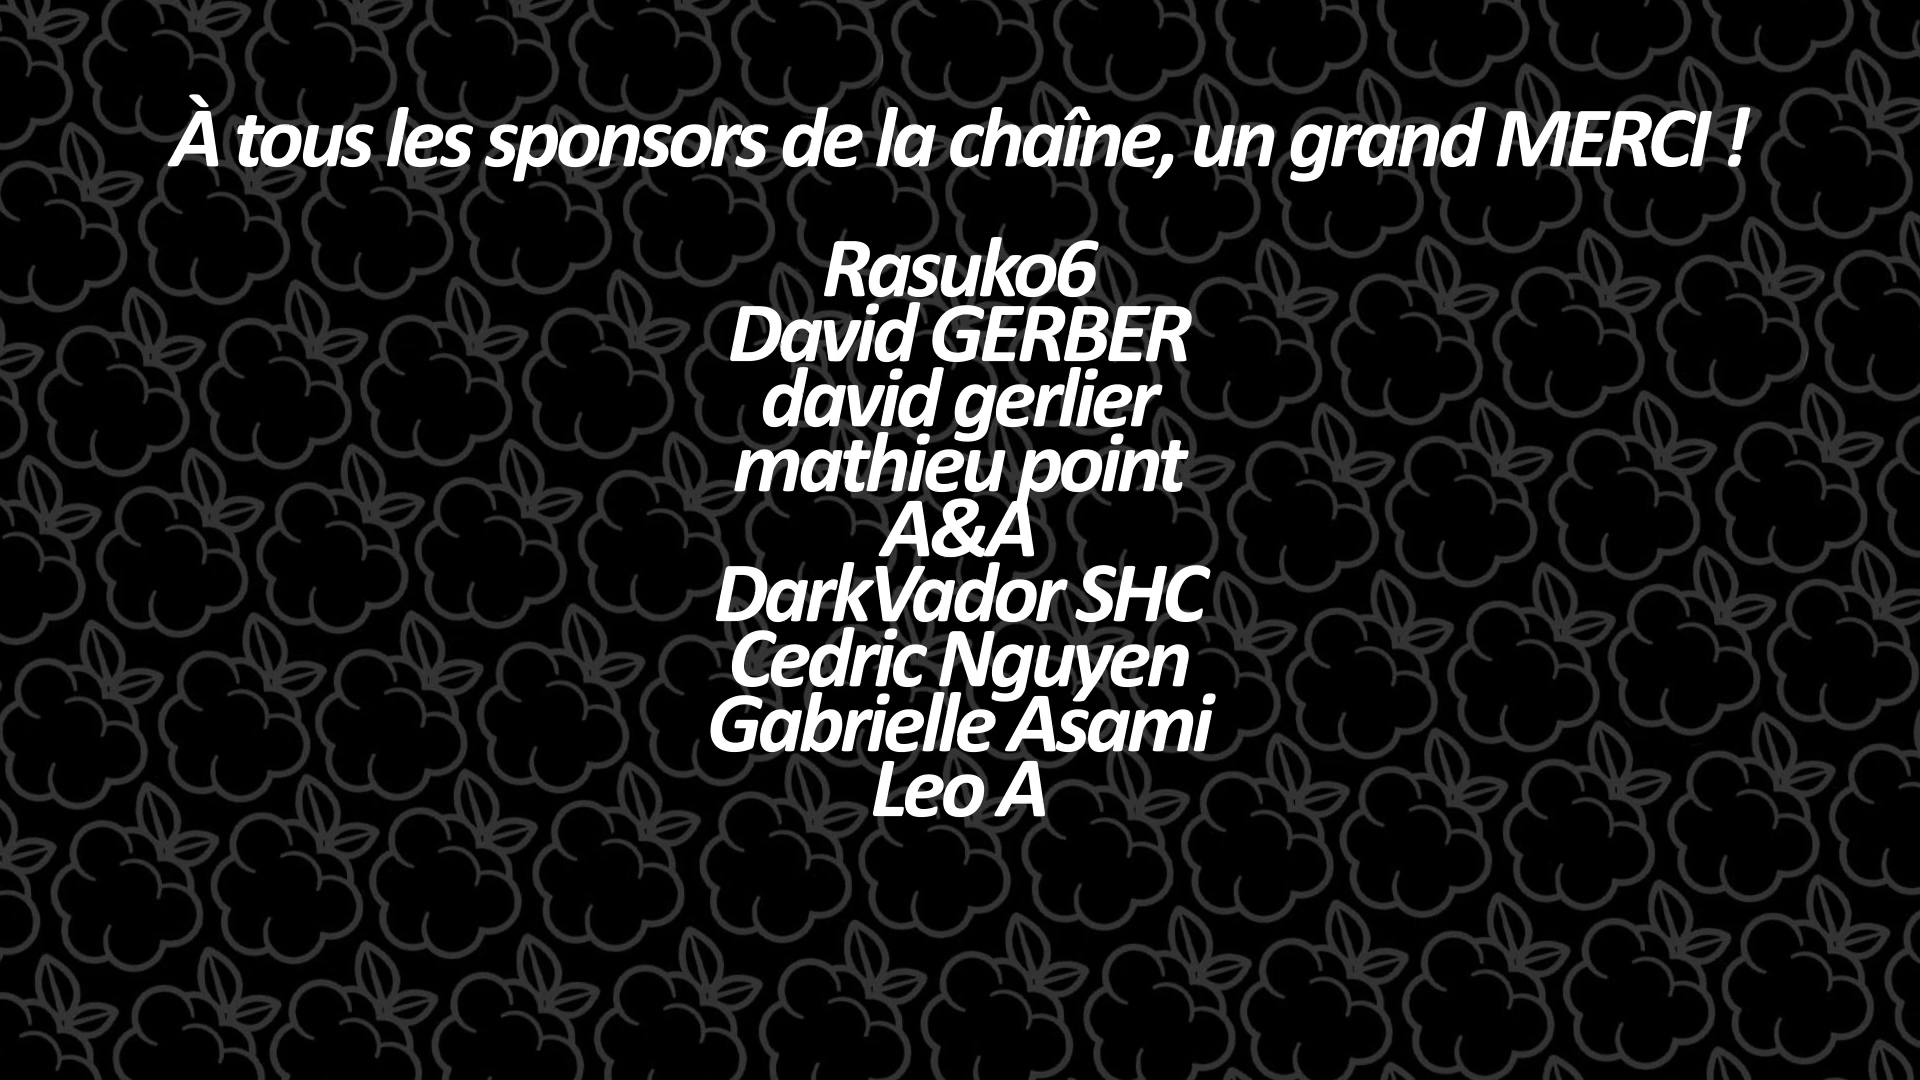 À tous les sponsors de la chaîne, un grand MERCI !
Rasuko6
David GERBER
david gerlier
mathieu point
A&A
DarkVador SHC
Cedric Nguyen
Gabrielle Asami
Leo A